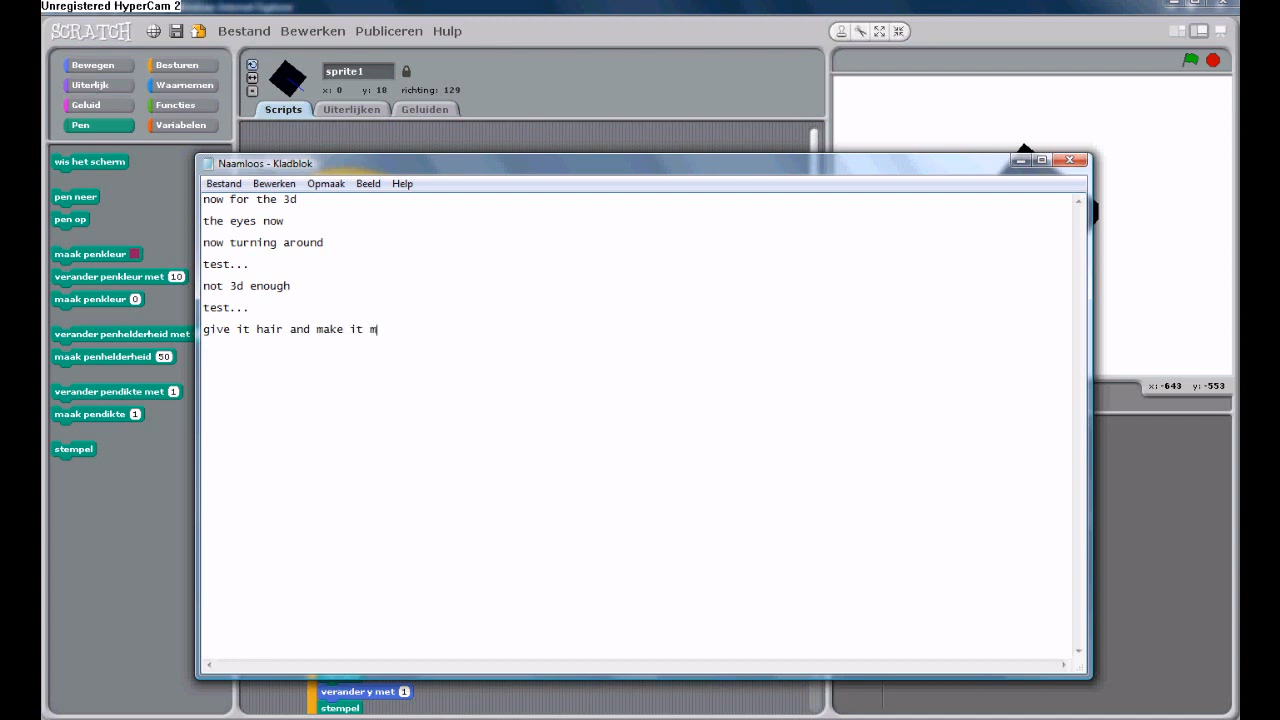 Unregistered HyperCam 2
SCRATCH
Bestand Bewerken Publiceren Hulp
Bewegen Besturen
Uiterlijk Waarnemen
Geluid Functies
Pen Variabelen
sprite1
x: 0 y: 18 richting: 129
Scripts Uiterlijken Geluiden
wis het scherm
pen neer
pen op
maak penkleur
verander penkleur met 10
maak penkleur 0
verander penhelderheid met
maak penhelderheid 50
verander pendikte met 1
maak pendikte 1
stempel
Naamloos - Kladblok
Bestand Bewerken Opmaak Beeld Help
now for the 3d
the eyes now
now turning around
test...
not 3d enough
test...
give it hair and make it m
x: -643 y: -553
verander y met 1
stempel